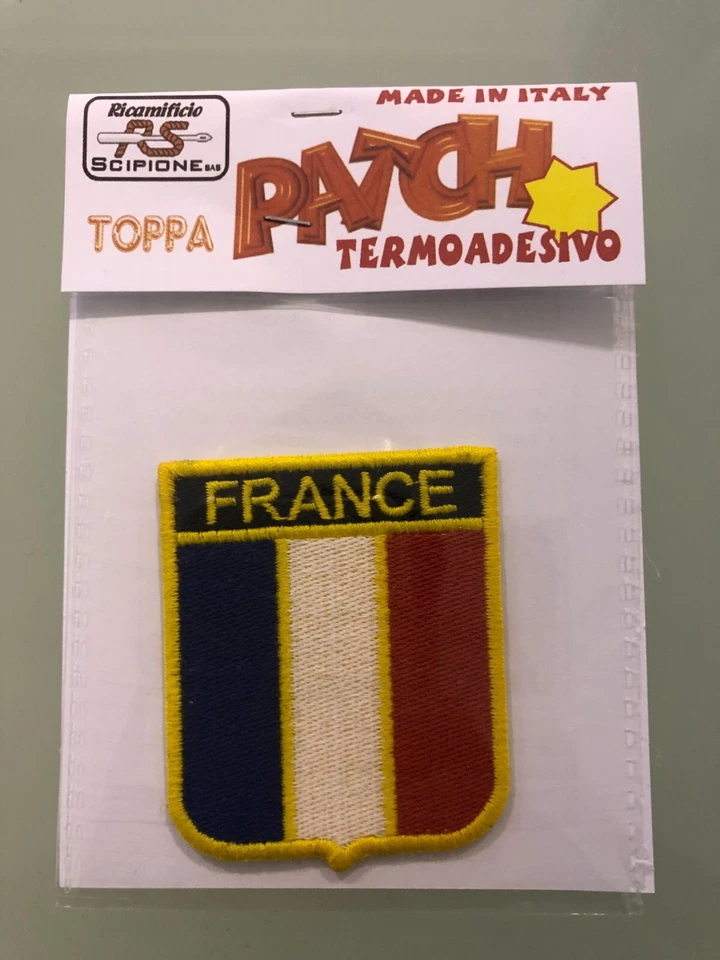 Ricamificio
RS
SCIPIONE SAS
MADE IN ITALY
PATCH
TOPPA
TERMOADESIVO
FRANCE